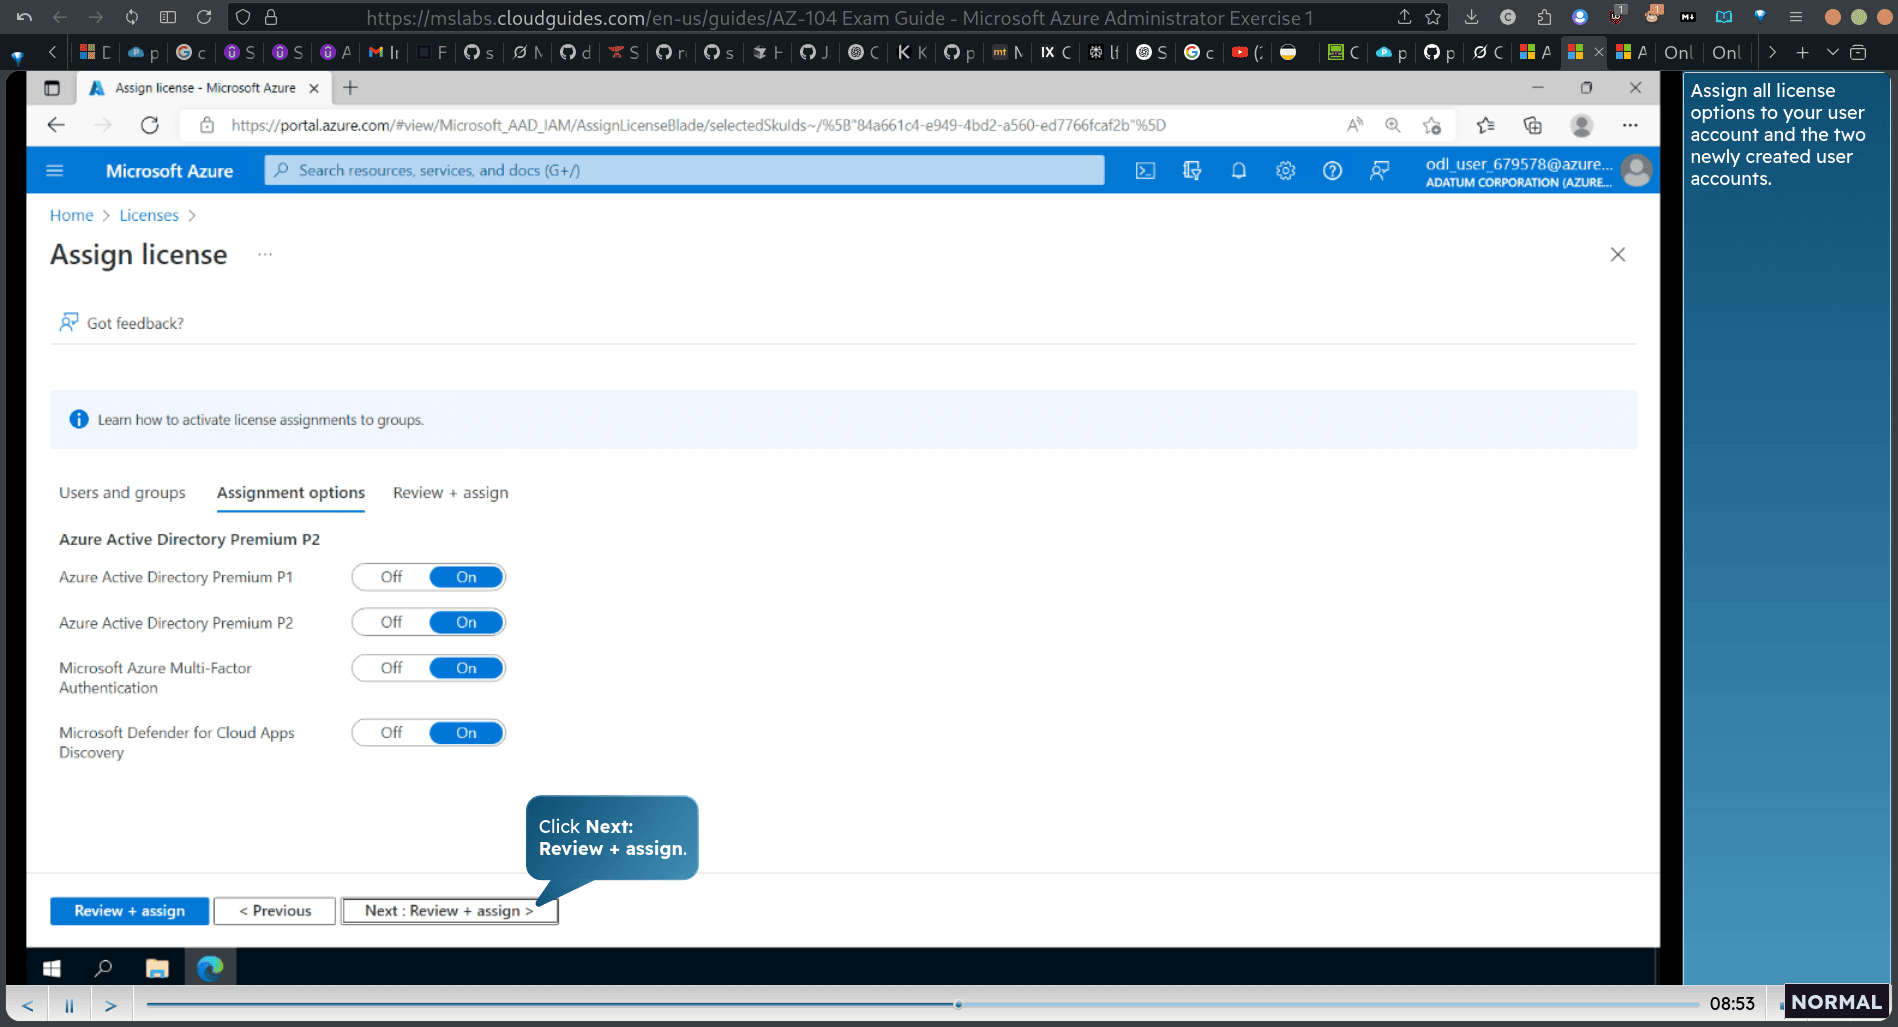 https://mslabs.cloudguides.com/en-us/guides/AZ-104 Exam Guide - Microsoft Azure Administrator Exercise 1
Assign license - Microsoft Azure
https://portal.azure.com/#view/Microsoft_AAD_IAM/AssignLicenseBlade/selectedSkuIds~/%5B"84a661c4-e949-4bd2-a560-ed7766fcaf2b"%5D
Microsoft Azure
Search resources, services, and docs (G+/)
odl_user_679578@azure...
ADATUM CORPORATION (AZURE...
Home > Licenses >
Assign license ...
Got feedback?
Learn how to activate license assignments to groups.
Users and groups
Assignment options
Review + assign
Azure Active Directory Premium P2
Azure Active Directory Premium P1
Off On
Azure Active Directory Premium P2
Off On
Microsoft Azure Multi-Factor
Authentication
Off On
Microsoft Defender for Cloud Apps
Discovery
Off On
Click Next:
Review + assign.
Review + assign
< Previous
Next : Review + assign >
Assign all license
options to your user
account and the two
newly created user
accounts.
08:53
NORMAL